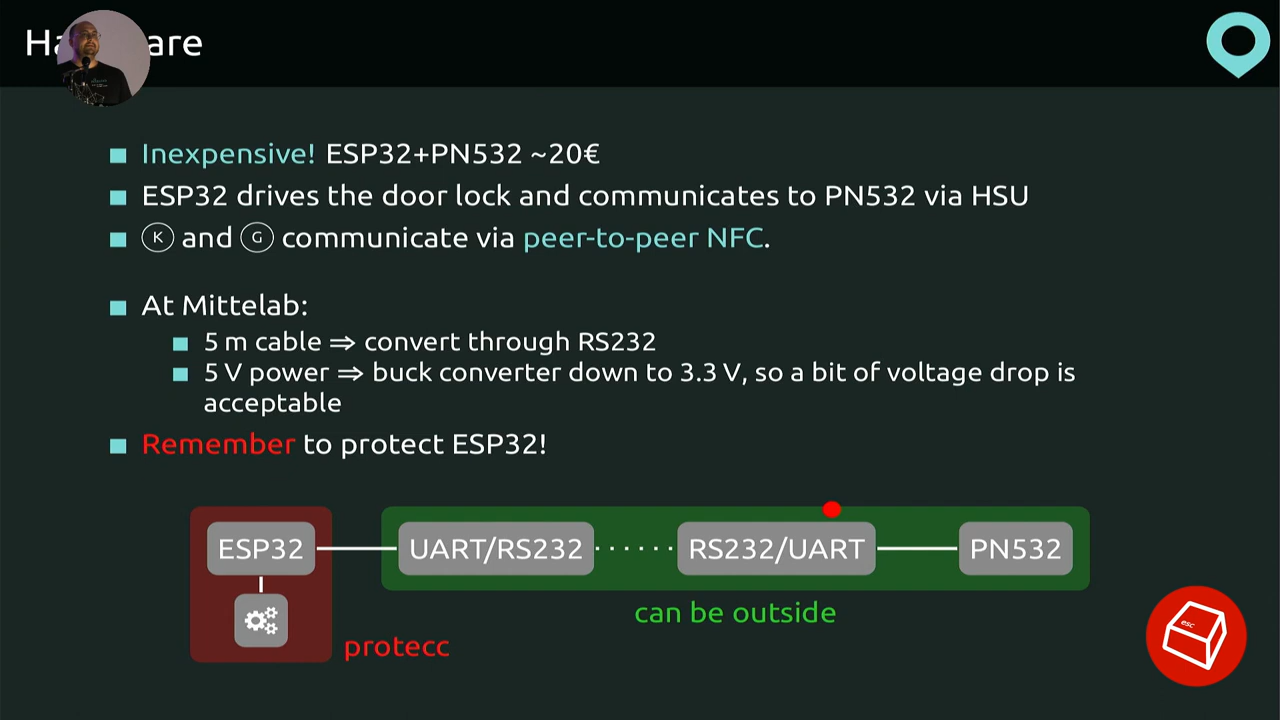 Ha are
Inexpensive! ESP32+PN532 ~20€
ESP32 drives the door lock and communicates to PN532 via HSU
K and G communicate via peer-to-peer NFC.
At Mittelab:
5 m cable ⇒ convert through RS232
5 V power ⇒ buck converter down to 3.3 V, so a bit of voltage drop is
acceptable
Remember to protect ESP32!
ESP32 UART/RS232 RS232/UART PN532
can be outside
protecc
esc